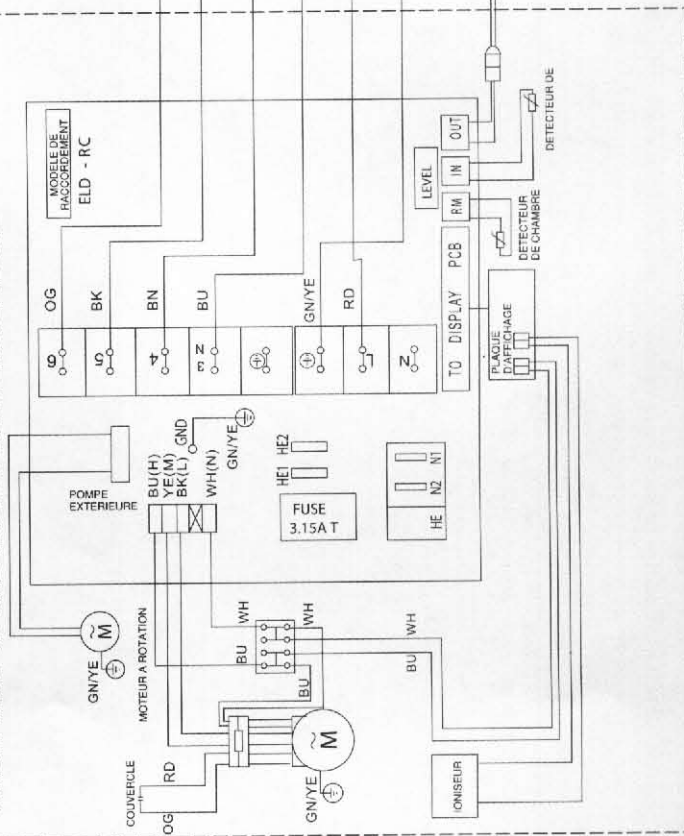 MODELE DE
RACCORDEMENT
ELD - RC
OG
BK
BN
BU
GN/YE
RD
6
5
4
3 N
L
N
LEVEL
RM
IN
OUT
DETECTEUR DE
DETECTEUR
DE CHAMBRE
TO DISPLAY PCB
PLAQUE
D'AFFICHAGE
POMPE
EXTERIEURE
BU(H)
YE(M)
BK(L)
WH(N)
GND
GN/YE
HE1
HE2
FUSE
3.15A T
HE
N2
N1
M
~
GN/YE
MOTEUR A ROTATION
BU
WH
BU
WH
BU
WH
COUVERCLE
OG
RD
M
~
GN/YE
IONISEUR